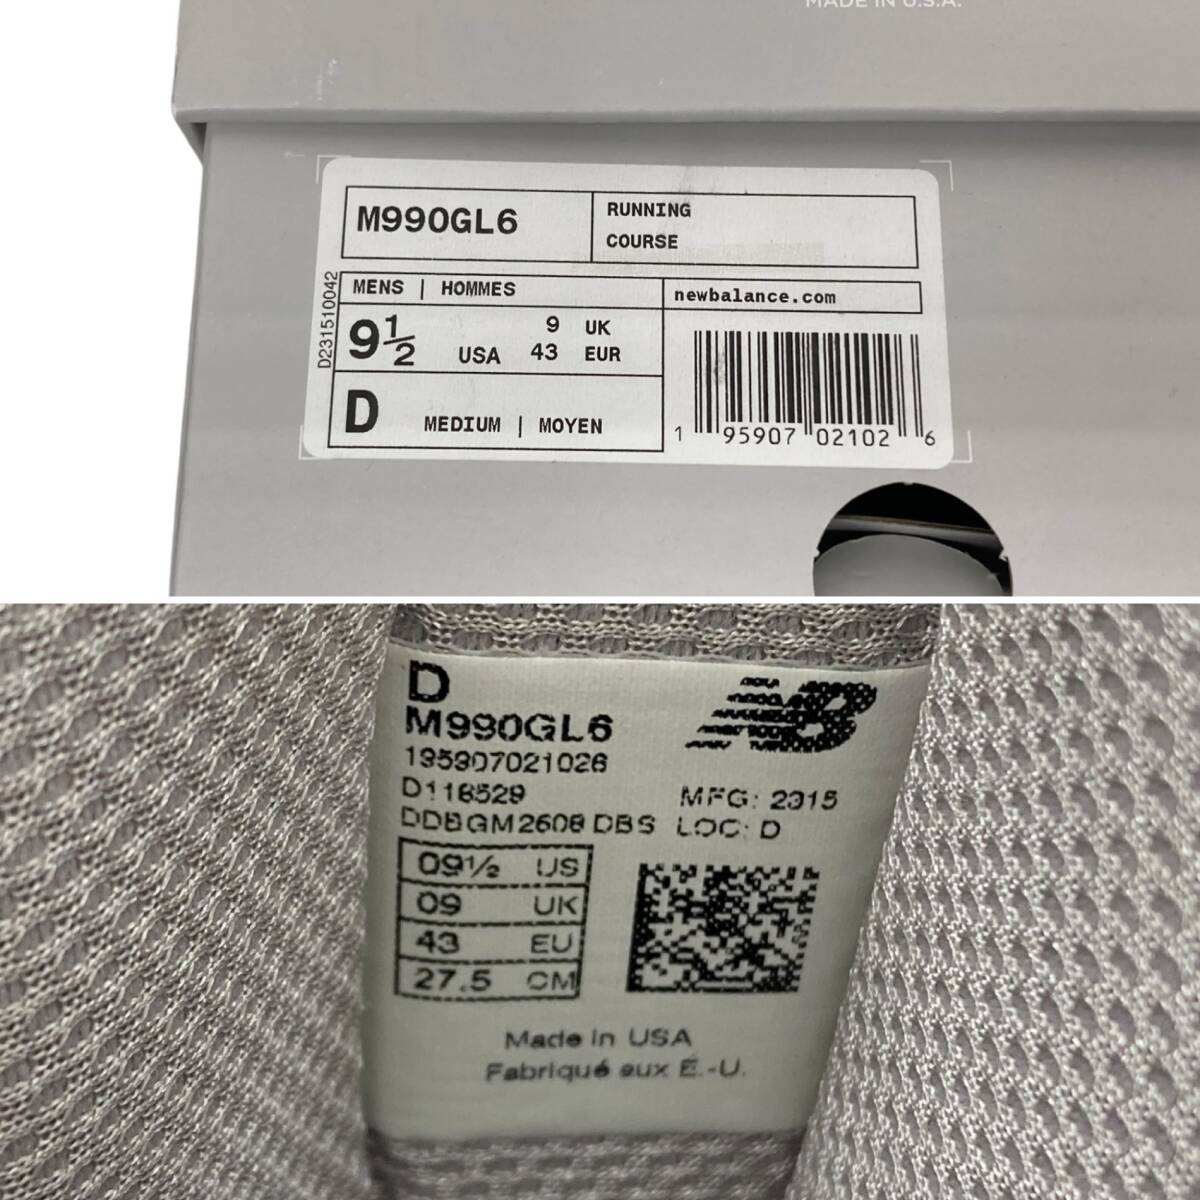 MADE IN U.S.A.
M990GL6
RUNNING
COURSE
D231510042
MENS | HOMMES
newbalance.com
9½ USA
9 UK
43 EUR
D MEDIUM | MOYEN
1 95907 02102 6
D
M990GL6
NB
195907021026
D118529
MFG: 2315
DDBGM2608 DBS
LOC: D
09½ US
09 UK
43 EU
27.5 CM
Made in USA
Fabriqué aux É.-U.